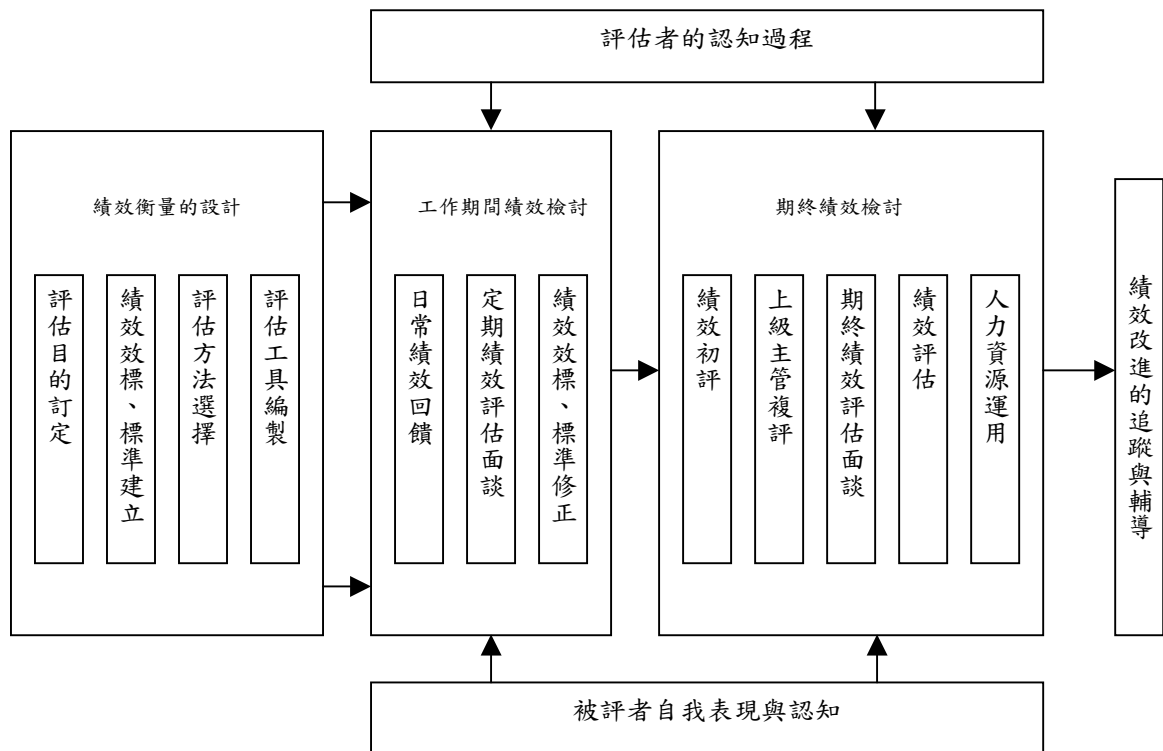 評估者的認知過程
績效衡量的設計
評估目的訂定
績效效標、標準建立
評估方法選擇
評估工具編製
工作期間績效檢討
日常績效回饋
定期績效評估面談
績效效標、標準修正
期終績效檢討
績效初評
上級主管複評
期終績效評估面談
績效評估
人力資源運用
績效改進的追蹤與輔導
被評者自我表現與認知